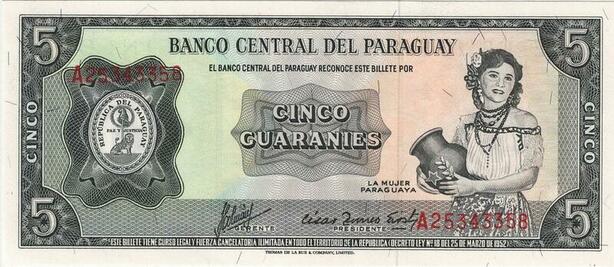 5
BANCO CENTRAL DEL PARAGUAY
5
EL BANCO CENTRAL DEL PARAGUAY RECONOCE ESTE BILLETE POR
A25343358
CINCO
REPUBLICA DEL PARAGUAY
PAZ Y JUSTICIA
CINCO
GUARANIES
CINCO
LA MUJER
PARAGUAYA
5
GERENTE.
PRESIDENTE
A25343358
5
ESTE BILLETE TIENE CURSO LEGAL Y FUERZA CANCELATORIA ILIMITADA EN TODO EL TERRITORIO DE LA REPUBLICA (DECRETO LEY Nº 18 DEL 25 DE MARZO DE 1952)
THOMAS DE LA RUE & COMPANY, LIMITED.